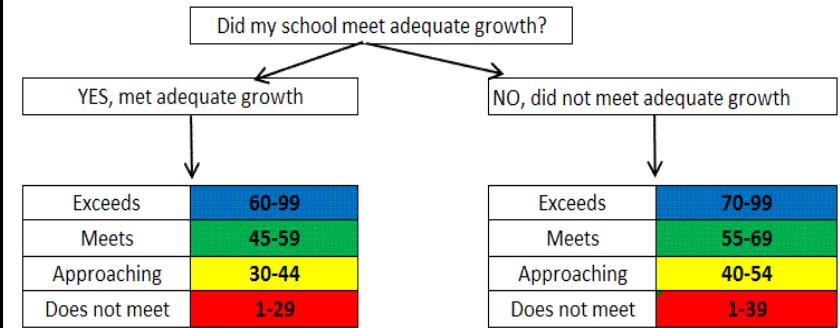 Did my school meet adequate growth?
YES, met adequate growth
NO, did not meet adequate growth
Exceeds 60-99
Meets 45-59
Approaching 30-44
Does not meet 1-29
Exceeds 70-99
Meets 55-69
Approaching 40-54
Does not meet 1-39